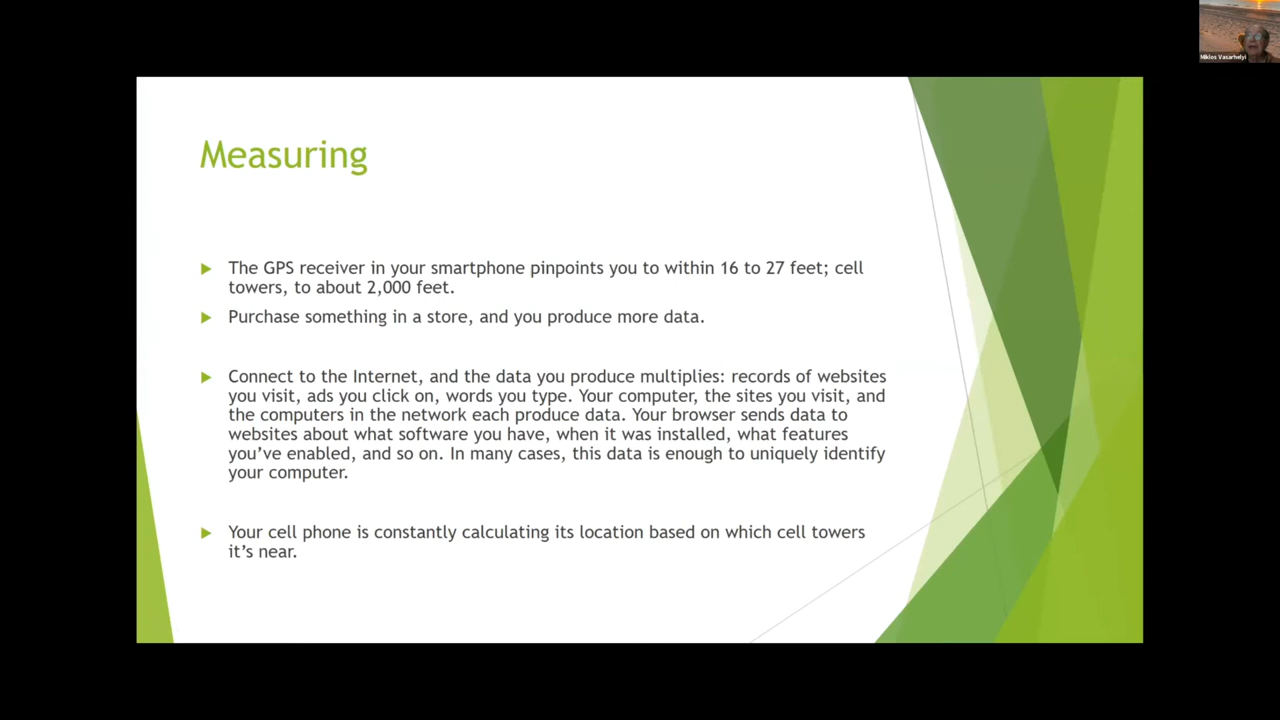 Miklos Vasarhelyi
Measuring
The GPS receiver in your smartphone pinpoints you to within 16 to 27 feet; cell
towers, to about 2,000 feet.
Purchase something in a store, and you produce more data.
Connect to the Internet, and the data you produce multiplies: records of websites
you visit, ads you click on, words you type. Your computer, the sites you visit, and
the computers in the network each produce data. Your browser sends data to
websites about what software you have, when it was installed, what features
you’ve enabled, and so on. In many cases, this data is enough to uniquely identify
your computer.
Your cell phone is constantly calculating its location based on which cell towers
it’s near.